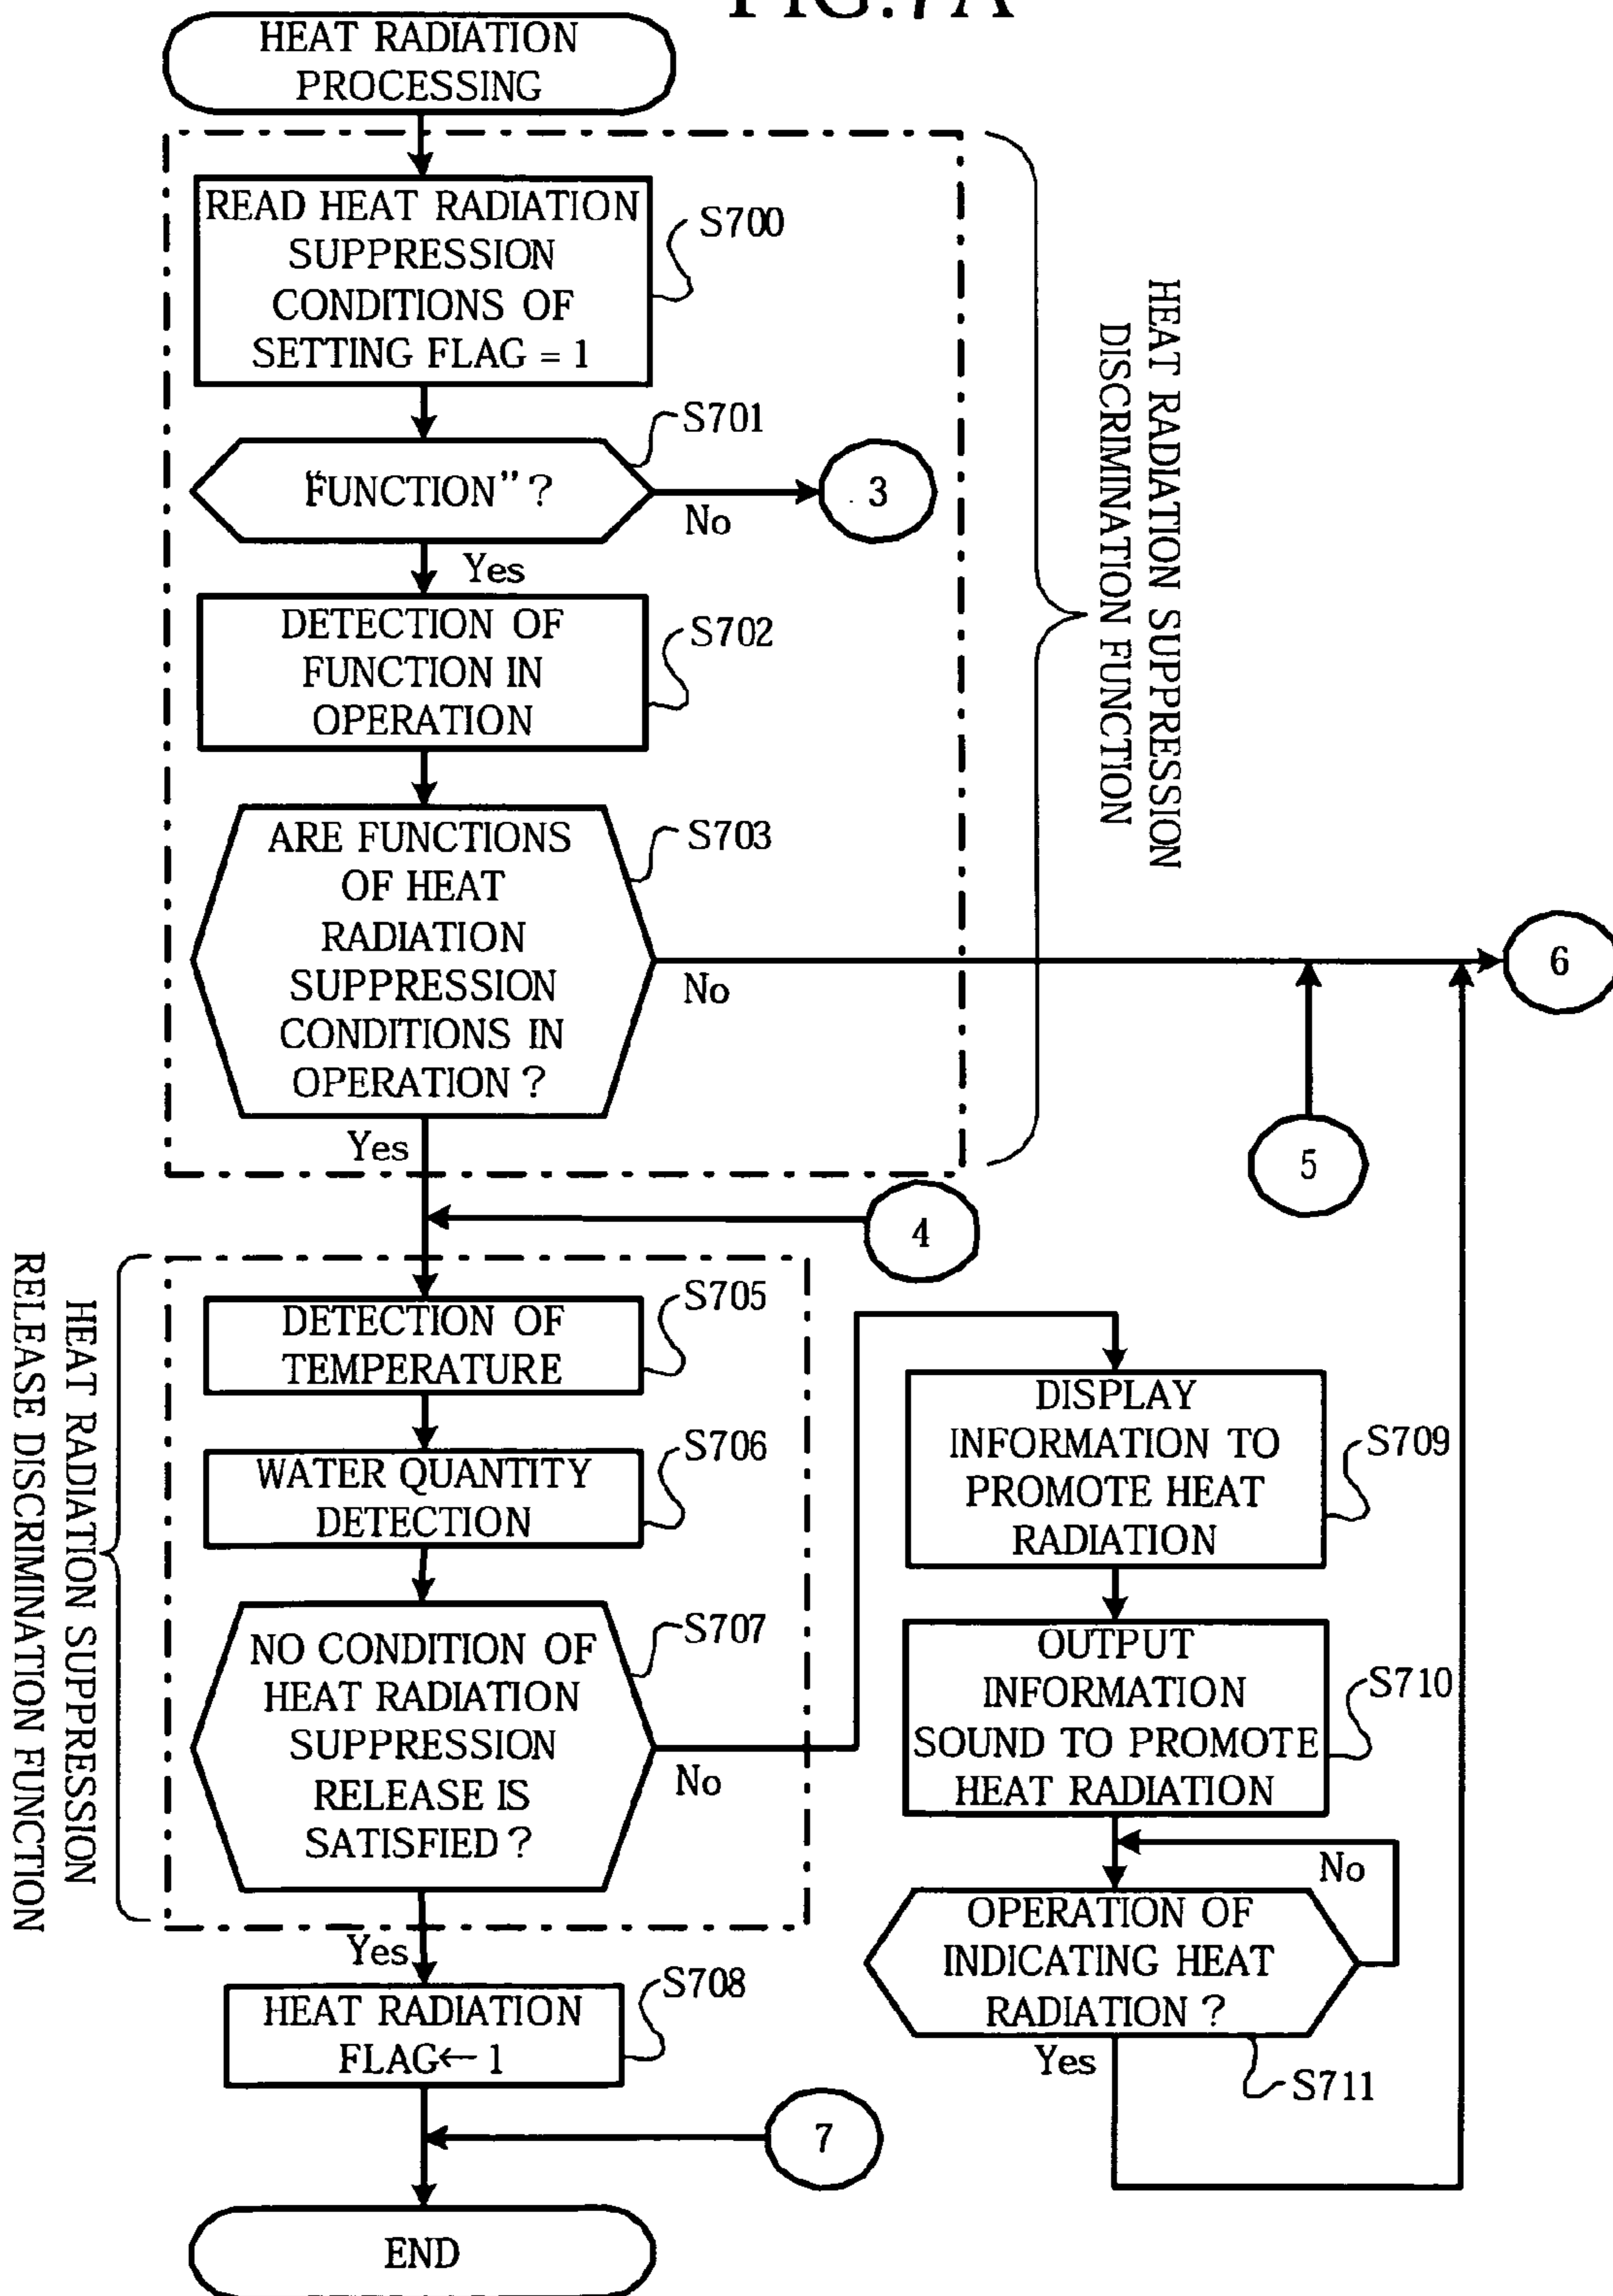 FIG.7A
HEAT RADIATION
PROCESSING
READ HEAT RADIATION
SUPPRESSION
CONDITIONS OF
SETTING FLAG = 1
S700
S701
“FUNCTION” ?
No
3
Yes
DETECTION OF
FUNCTION IN
OPERATION
S702
ARE FUNCTIONS
OF HEAT
RADIATION
SUPPRESSION
CONDITIONS IN
OPERATION ?
S703
No
Yes
HEAT RADIATION SUPPRESSION
DISCRIMINATION FUNCTION
6
5
4
HEAT RADIATION SUPPRESSION
RELEASE DISCRIMINATION FUNCTION
DETECTION OF
TEMPERATURE
S705
WATER QUANTITY
DETECTION
S706
NO CONDITION OF
HEAT RADIATION
SUPPRESSION
RELEASE IS
SATISFIED ?
S707
No
Yes
HEAT RADIATION
FLAG← 1
S708
DISPLAY
INFORMATION TO
PROMOTE HEAT
RADIATION
S709
OUTPUT
INFORMATION
SOUND TO PROMOTE
HEAT RADIATION
S710
No
OPERATION OF
INDICATING HEAT
RADIATION ?
Yes
S711
7
END